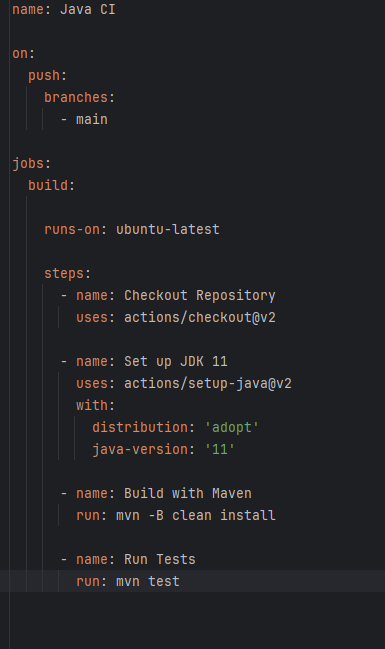 name: Java CI
on:
push:
branches:
- main
jobs:
build:
runs-on: ubuntu-latest
steps:
- name: Checkout Repository
uses: actions/checkout@v2
- name: Set up JDK 11
uses: actions/setup-java@v2
with:
distribution: 'adopt'
java-version: '11'
- name: Build with Maven
run: mvn -B clean install
- name: Run Tests
run: mvn test